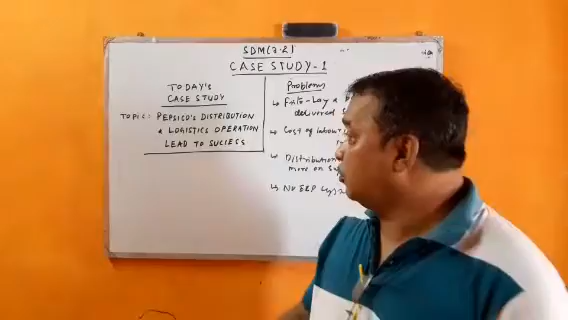 SDM(7.2)
CASE STUDY-1
TODAY'S
CASE STUDY
TOPIC: PEPSICO'S DISTRIBUTION
& LOGISTICS OPERATION
LEAD TO SUCCESS
Problems
↳ Frito-Lay &
delivered
↳ Cost of labour
↳ Distribution
more on
↳ No ERP